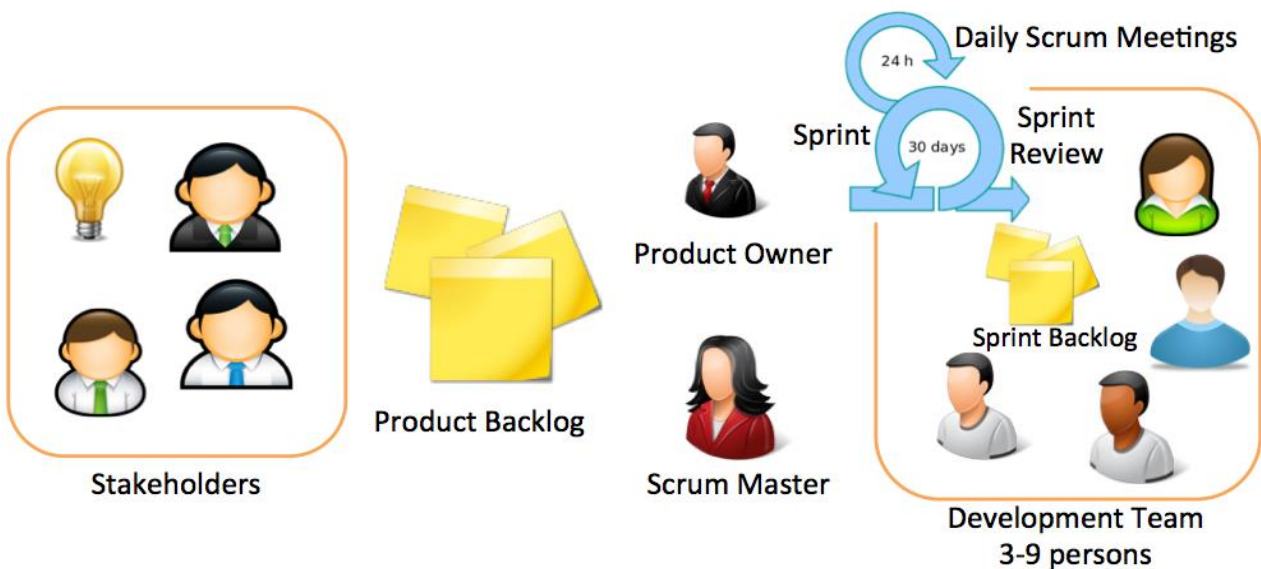 Stakeholders
Product Backlog
Product Owner
Scrum Master
Daily Scrum Meetings
24 h
Sprint
30 days
Sprint
Review
Sprint Backlog
Development Team
3-9 persons